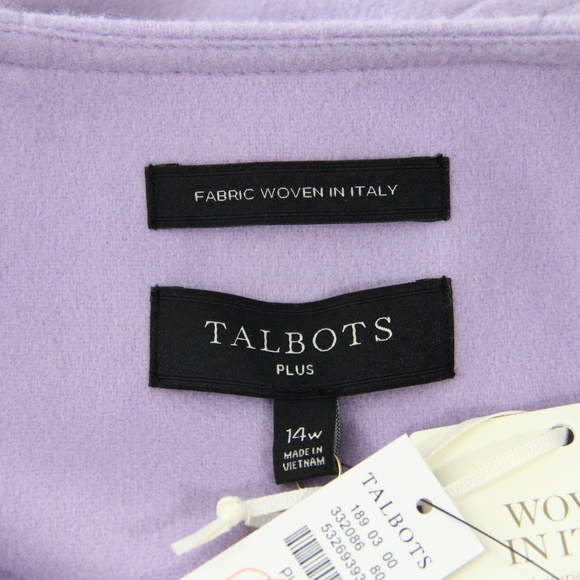 FABRIC WOVEN IN ITALY
TALBOTS
PLUS
14W
MADE IN
VIETNAM
TALBOTS
189 03 00
332086 80
53269393
WOV
IN IT